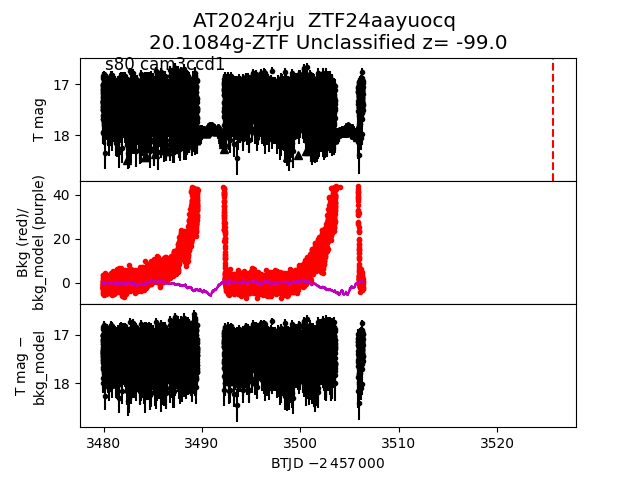 AT2024rju  ZTF24aayuocq
20.1084g-ZTF Unclassified z= -99.0
s80 cam3ccd1
T mag
17
18
Bkg (red)/
bkg_model (purple)
40
20
0
T mag −
bkg_model
17
18
3480
3490
3500
3510
3520
BTJD −2 457 000